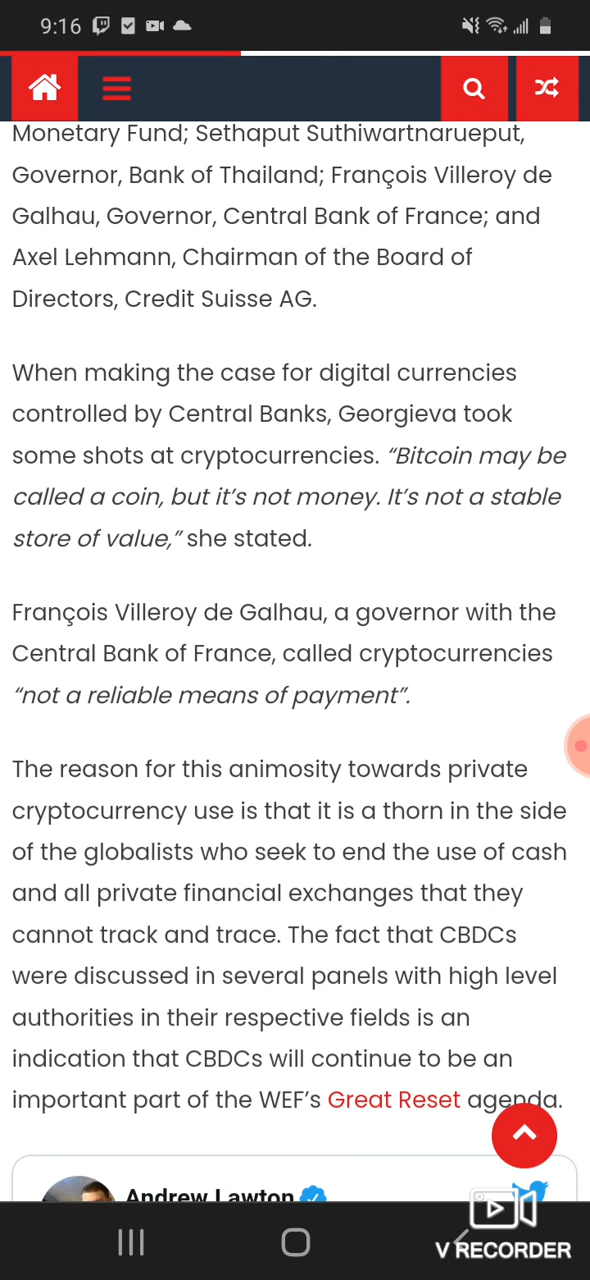 9:16
Monetary Fund; Sethaput Suthiwartnarueput,
Governor, Bank of Thailand; François Villeroy de
Galhau, Governor, Central Bank of France; and
Axel Lehmann, Chairman of the Board of
Directors, Credit Suisse AG.
When making the case for digital currencies
controlled by Central Banks, Georgieva took
some shots at cryptocurrencies. “Bitcoin may be
called a coin, but it’s not money. It’s not a stable
store of value,” she stated.
François Villeroy de Galhau, a governor with the
Central Bank of France, called cryptocurrencies
“not a reliable means of payment”.
The reason for this animosity towards private
cryptocurrency use is that it is a thorn in the side
of the globalists who seek to end the use of cash
and all private financial exchanges that they
cannot track and trace. The fact that CBDCs
were discussed in several panels with high level
authorities in their respective fields is an
indication that CBDCs will continue to be an
important part of the WEF’s Great Reset agenda.
Andrew Lawton
V RECORDER